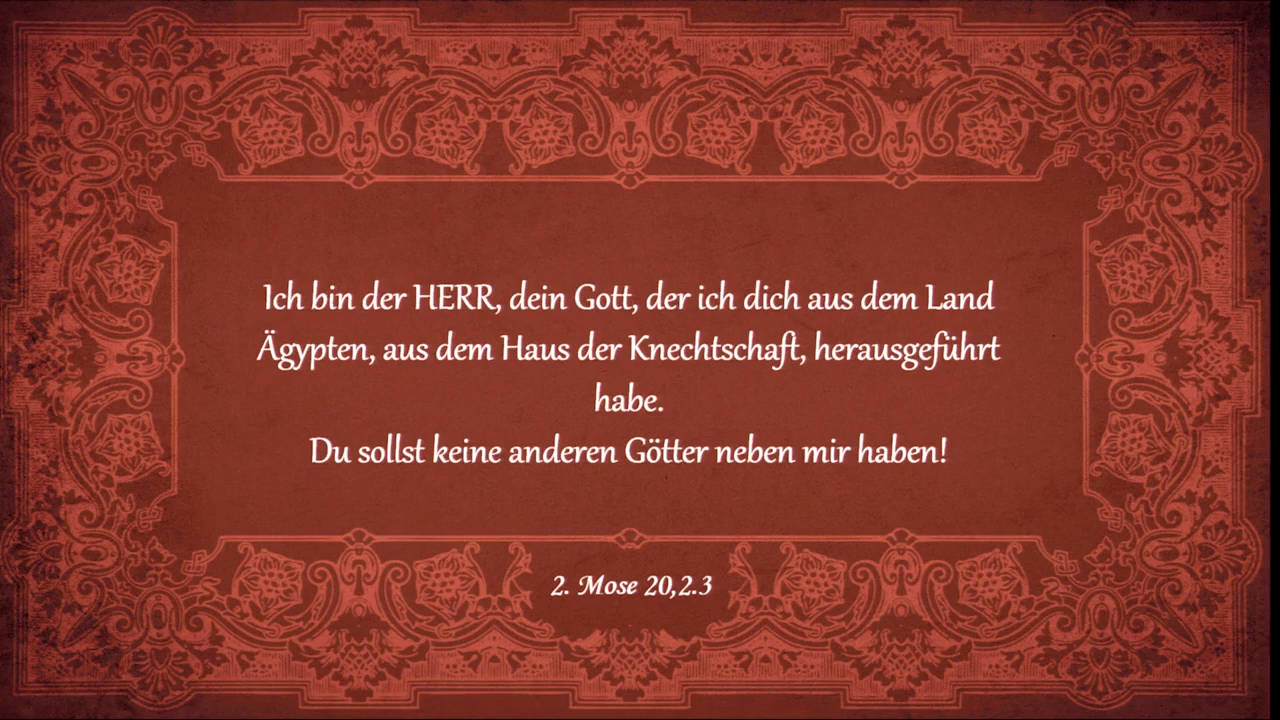 Ich bin der HERR, dein Gott, der ich dich aus dem Land
Ägypten, aus dem Haus der Knechtschaft, herausgeführt
habe.
Du sollst keine anderen Götter neben mir haben!
2. Mose 20,2.3